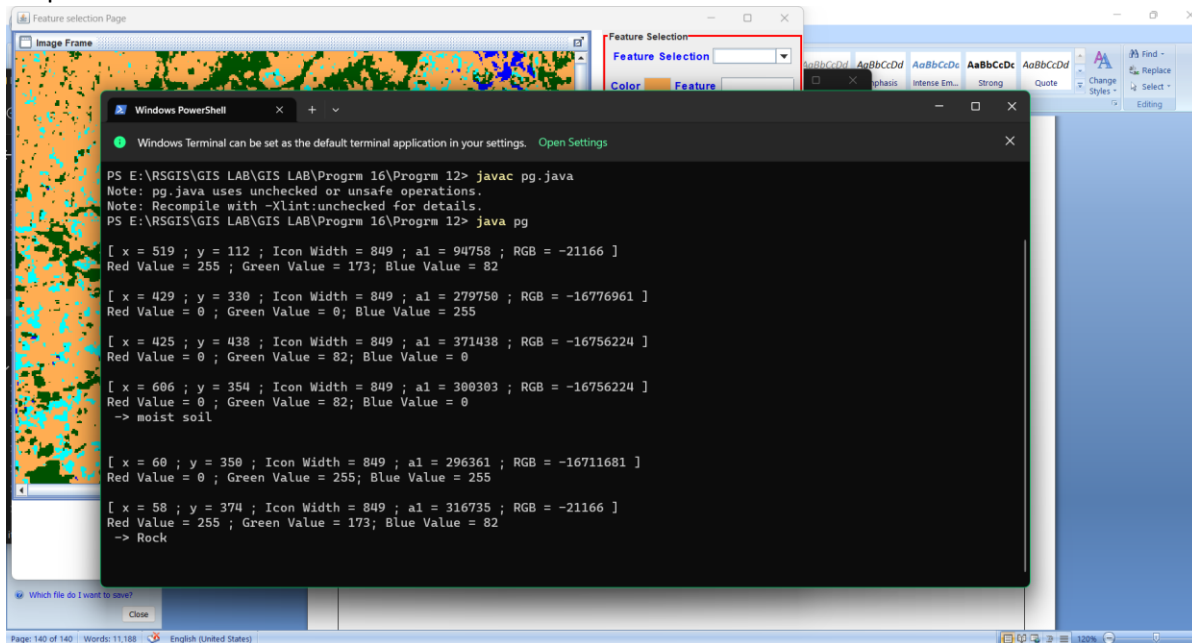 Feature selection Page
Image Frame
Feature Selection
Feature Selection
Color Feature
AaBbCcDd AaBbCcDd AaBbCcDc AaBbCcDc AaBbCcDd
Intense Em... Strong Quote
Change
Styles
Find
Replace
Select
Editing
Windows PowerShell
Windows Terminal can be set as the default terminal application in your settings. Open Settings
PS E:\RSGIS\GIS LAB\GIS LAB\Progrm 16\Progrm 12> javac pg.java
Note: pg.java uses unchecked or unsafe operations.
Note: Recompile with -Xlint:unchecked for details.
PS E:\RSGIS\GIS LAB\GIS LAB\Progrm 16\Progrm 12> java pg
[ x = 519 ; y = 112 ; Icon Width = 849 ; a1 = 94758 ; RGB = -21166 ]
Red Value = 255 ; Green Value = 173; Blue Value = 82
[ x = 429 ; y = 330 ; Icon Width = 849 ; a1 = 279750 ; RGB = -16776961 ]
Red Value = 0 ; Green Value = 0; Blue Value = 255
[ x = 425 ; y = 438 ; Icon Width = 849 ; a1 = 371438 ; RGB = -16756224 ]
Red Value = 0 ; Green Value = 82; Blue Value = 0
[ x = 606 ; y = 354 ; Icon Width = 849 ; a1 = 300303 ; RGB = -16756224 ]
Red Value = 0 ; Green Value = 82; Blue Value = 0
-> moist soil
[ x = 60 ; y = 350 ; Icon Width = 849 ; a1 = 296361 ; RGB = -16711681 ]
Red Value = 0 ; Green Value = 255; Blue Value = 255
[ x = 58 ; y = 374 ; Icon Width = 849 ; a1 = 316735 ; RGB = -21166 ]
Red Value = 255 ; Green Value = 173; Blue Value = 82
-> Rock
Which file do I want to save?
Close
Page: 140 of 140 Words: 11,188 English (United States)
120%